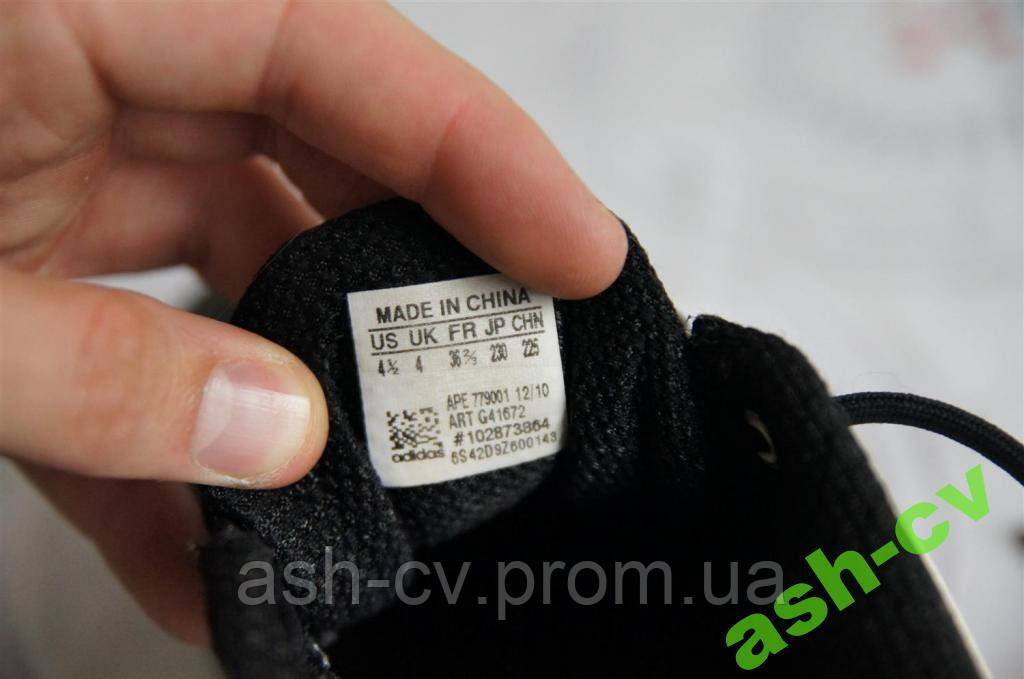 MADE IN CHINA
US UK FR JP CHN
4½ 4 36⅔ 230 225
APE 779001 12/10
ART G41672
#102873864
adidas 6S42D9Z600143
ash-cv.prom.ua
ash-cv